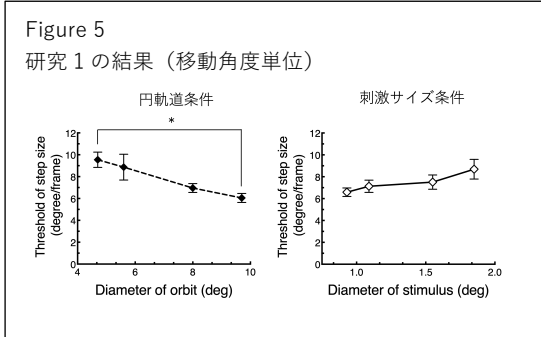 Figure 5
研究1の結果（移動角度単位）
円軌道条件
*
Threshold of step size
(degree/frame)
12
10
8
6
4
2
0
4
6
8
10
Diameter of orbit (deg)
刺激サイズ条件
Threshold of step size
(degree/frame)
12
10
8
6
4
2
0
1.0
1.5
2.0
Diameter of stimulus (deg)